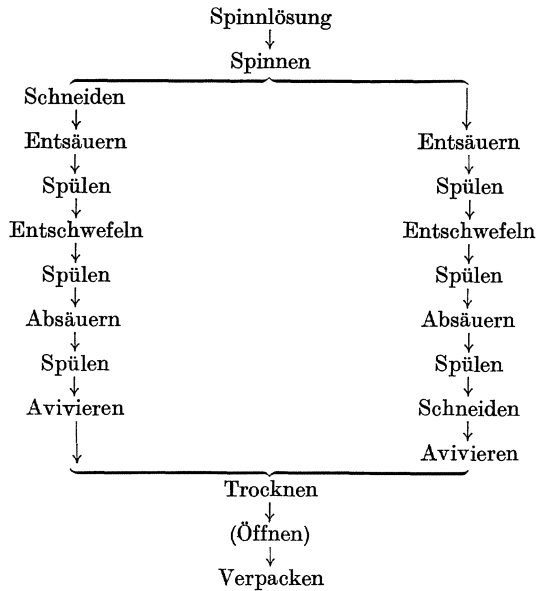 Spinnlösung
Spinnen
Schneiden
Entsäuern
Spülen
Entschwefeln
Spülen
Absäuern
Spülen
Avivieren
Entsäuern
Spülen
Entschwefeln
Spülen
Absäuern
Spülen
Schneiden
Avivieren
Trocknen
(Öffnen)
Verpacken